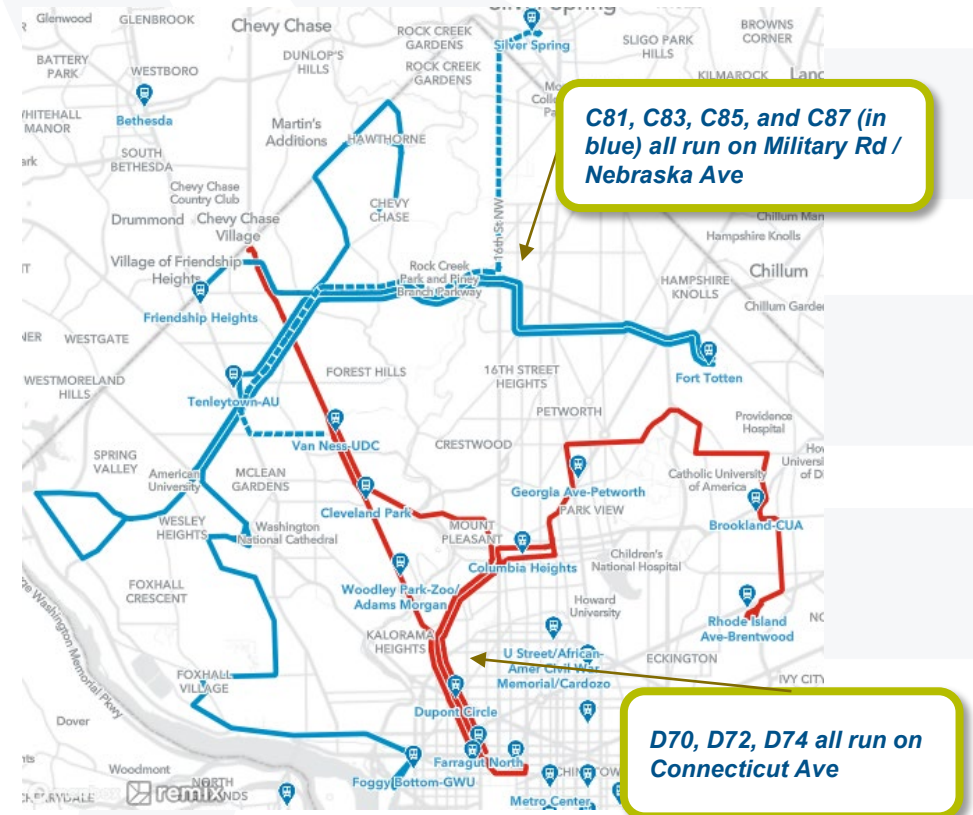 Glenwood
GLENBROOK
Chevy Chase
ROCK CREEK
GARDENS
Silver Spring
SLIGO PARK
HILLS
BROWNS
CORNER
BATTERY
PARK
WESTBORO
DUNLOP'S
HILLS
ROCK CREEK
GARDENS
KILMAROCK
Bethesda
MANOR
Martin's
Additions
HAWTHORNE
C81, C83, C85, and C87 (in
blue) all run on Military Rd /
Nebraska Ave
SOUTH
BETHESDA
Chevy Chase
Country Club
CHEVY
CHASE
16th St NW
Drummond
Chevy Chase
Village
Hampshire Knolls
Village of Friendship
Heights
Rock Creek
Park and Piney
Branch Parkway
HAMPSHIRE
KNOLLS
Chillum
Friendship Heights
WESTGATE
WESTMORELAND
HILLS
FOREST HILLS
16TH STREET
HEIGHTS
Fort Totten
Tenleytown-AU
PETWORTH
Providence
Hospital
Van Ness-UDC
CRESTWOOD
SPRING
VALLEY
American
University
MCLEAN
GARDENS
Georgia Ave-Petworth
Catholic University
of America
Cleveland Park
PARK VIEW
Brookland-CUA
WESLEY
HEIGHTS
Washington
National Cathedral
MOUNT
PLEASANT
Columbia Heights
Children's
National Hospital
FOXHALL
CRESCENT
Woodley Park-Zoo/
Adams Morgan
Howard
University
Rhode Island
Ave-Brentwood
KALORAMA
HEIGHTS
U Street/African-
Amer Civil War
Memorial/Cardozo
ECKINGTON
IVY CITY
FOXHALL
VILLAGE
Dupont Circle
Dover
D70, D72, D74 all run on
Connecticut Ave
Farragut North
Woodmont
Foggy Bottom-GWU
Metro Center
remix